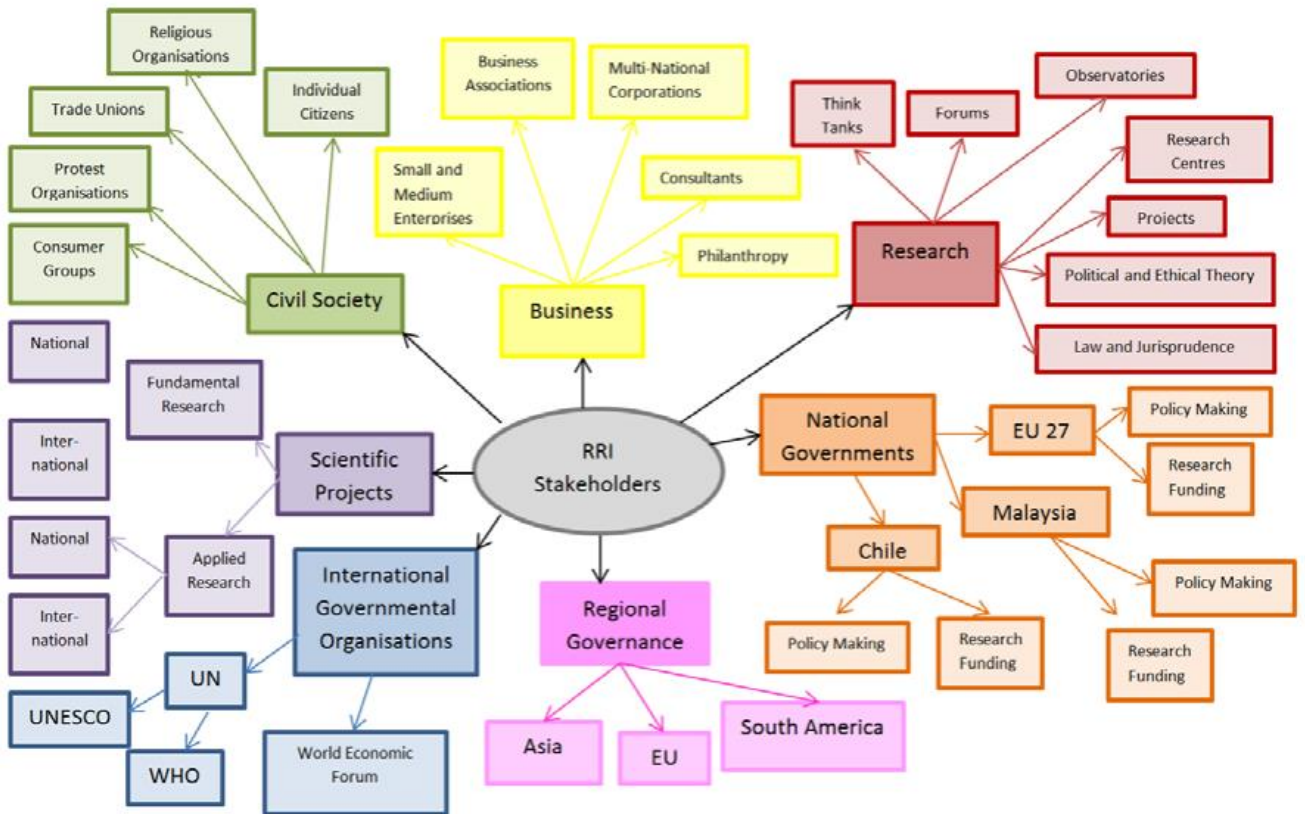 Religious
Organisations
Trade Unions
Individual
Citizens
Protest
Organisations
Consumer
Groups
Civil Society
Business
Associations
Multi-National
Corporations
Small and
Medium
Enterprises
Consultants
Philanthropy
Business
Think
Tanks
Forums
Observatories
Research
Centres
Projects
Political and Ethical Theory
Law and Jurisprudence
Research
National
Inter-
national
National
Inter-
national
Fundamental
Research
Applied
Research
Scientific
Projects
RRI
Stakeholders
National
Governments
EU 27
Policy Making
Research
Funding
Malaysia
Policy Making
Research
Funding
Chile
Policy Making
Research
Funding
International
Governmental
Organisations
UN
UNESCO
WHO
World Economic
Forum
Regional
Governance
Asia
EU
South America